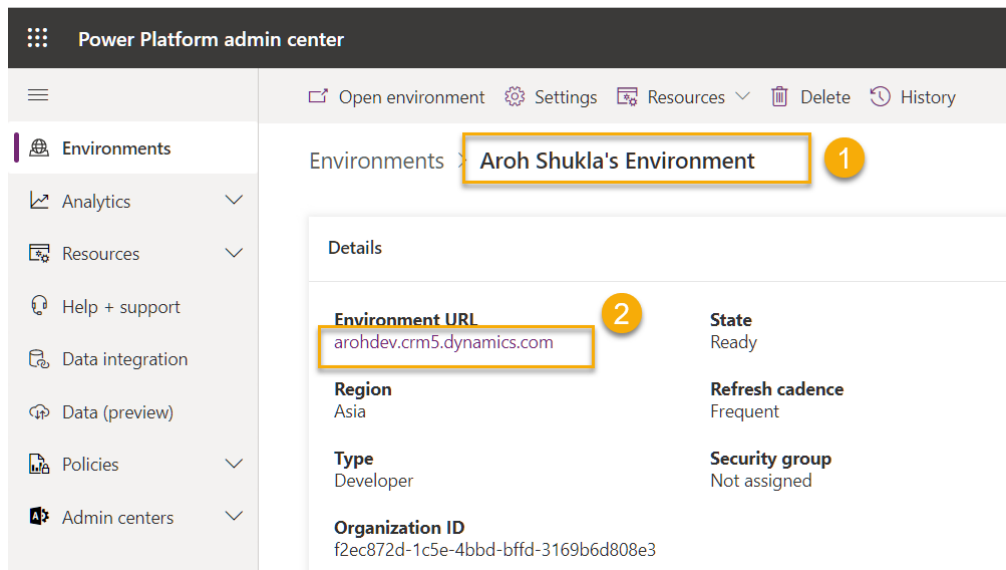 Power Platform admin center
Open environment Settings Resources Delete History
Environments
Analytics
Resources
Help + support
Data integration
Data (preview)
Policies
Admin centers
Environments > Aroh Shukla's Environment 1
Details
Environment URL 2
arohdev.crm5.dynamics.com
State
Ready
Region
Asia
Refresh cadence
Frequent
Type
Developer
Security group
Not assigned
Organization ID
f2ec872d-1c5e-4bbd-bffd-3169b6d808e3